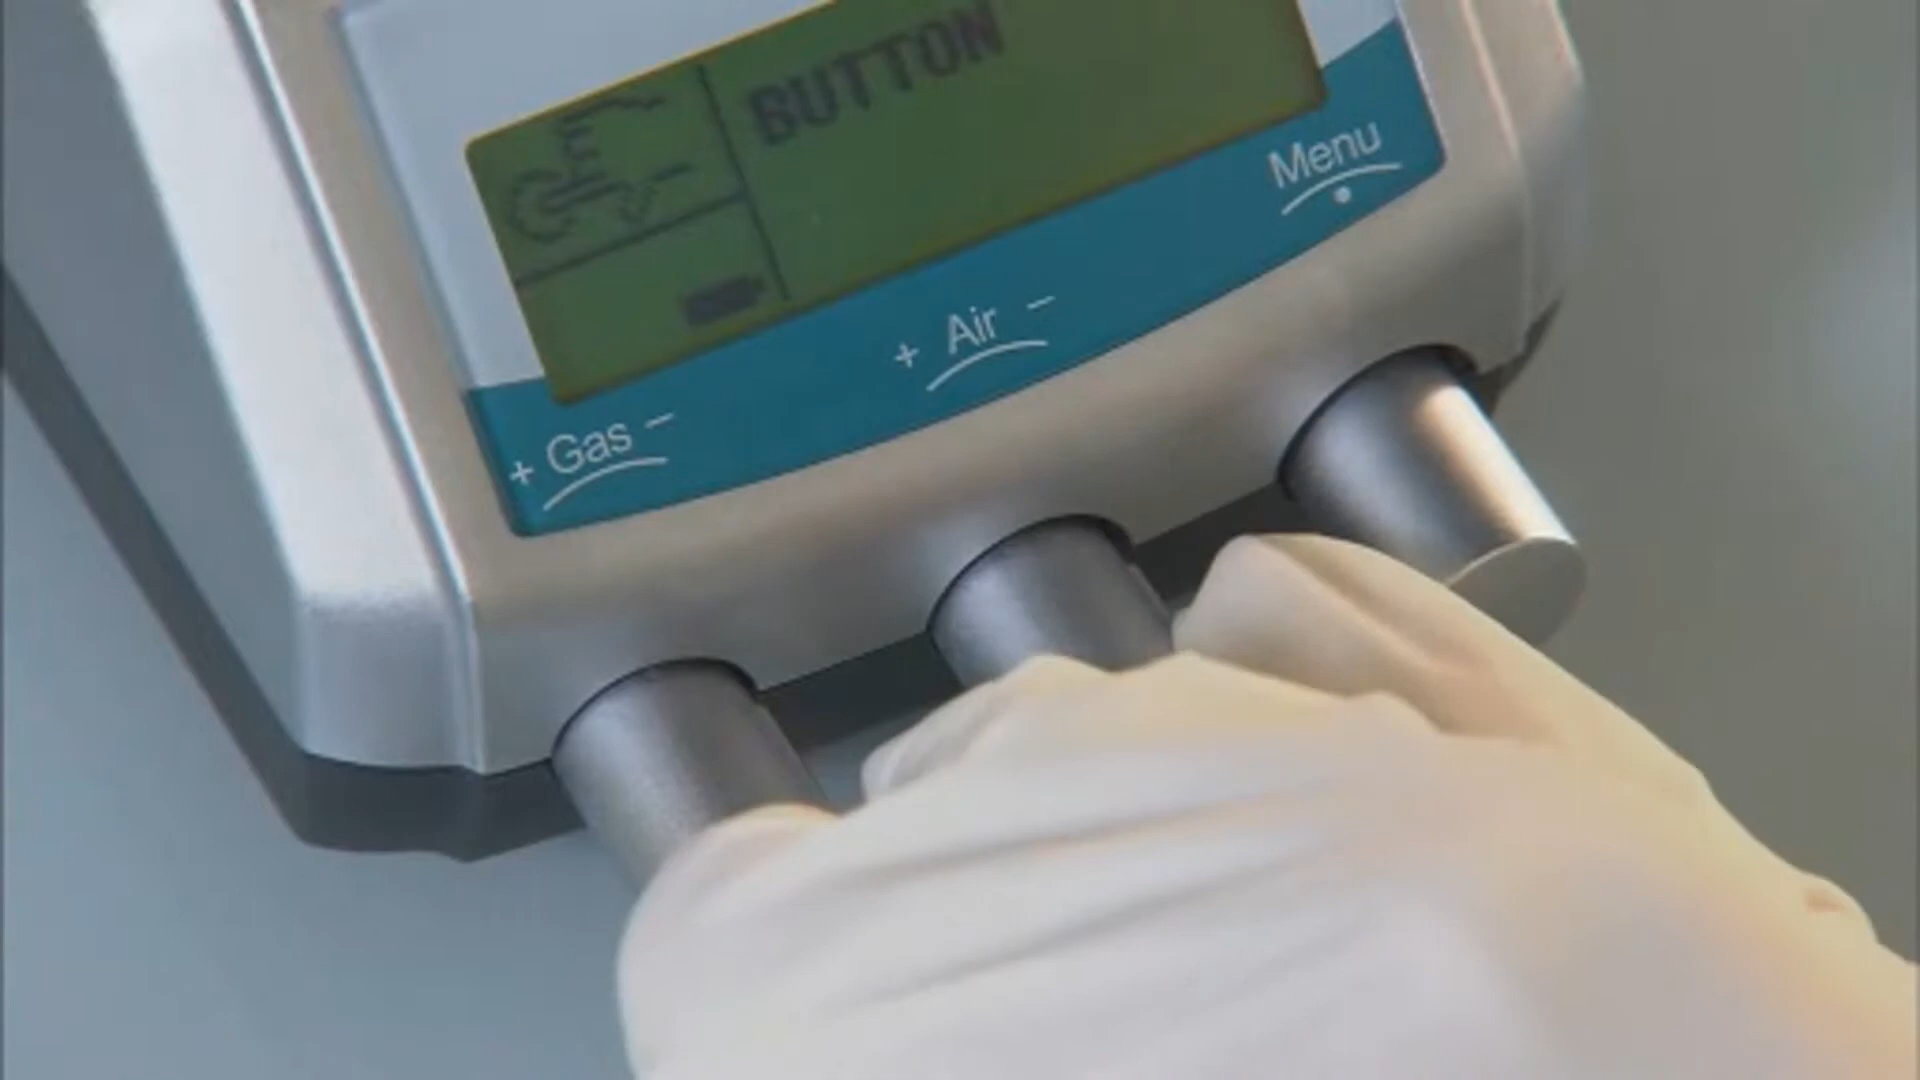 BUTTON
Menu
+ Air -
+ Gas -